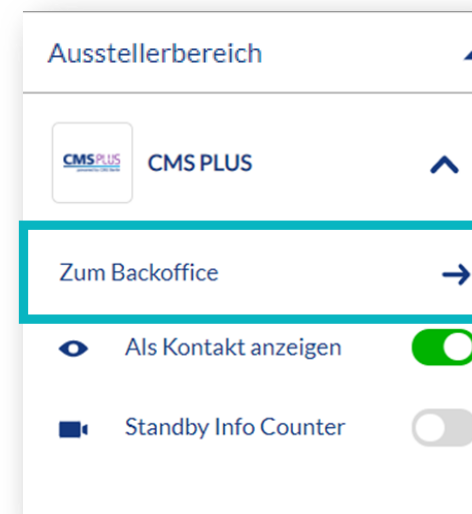 Ausstellerbereich
CMS PLUS
CMS PLUS
Zum Backoffice
Als Kontakt anzeigen
Standby Info Counter